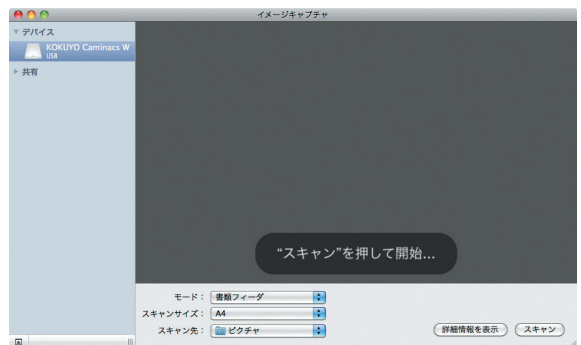 イメージキャプチャ
デバイス
KOKUYO Caminacs W
USB
共有
"スキャン"を押して開始...
モード： 書類フィーダ
スキャンサイズ： A4
スキャン先： ピクチャ
詳細情報を表示 スキャン